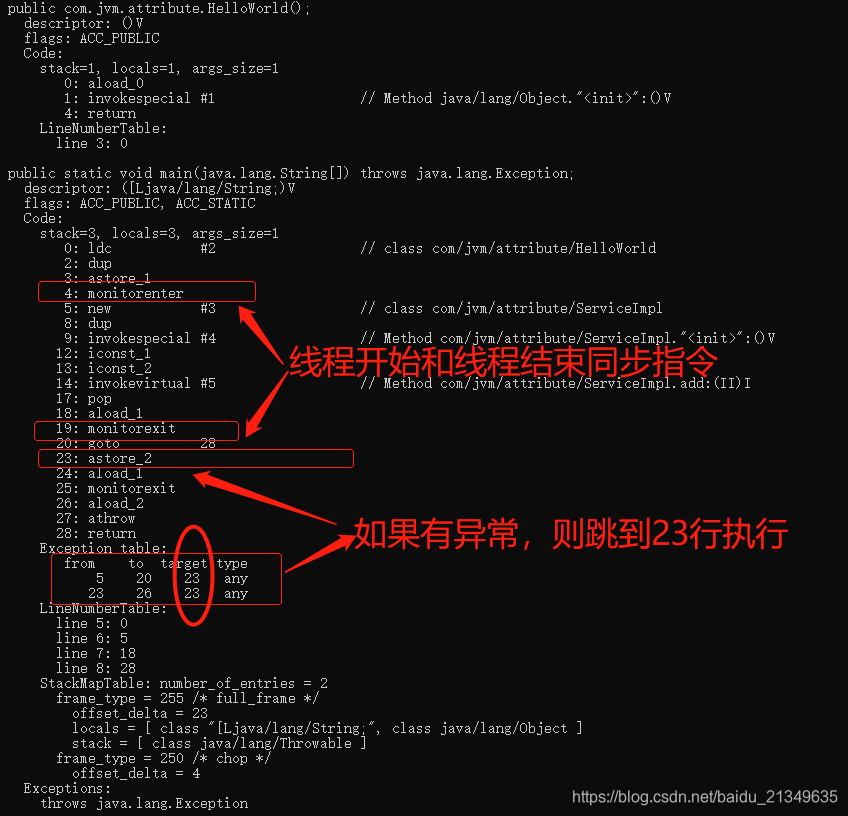 public com.jvm.attribute.HelloWorld();
descriptor: ()V
flags: ACC_PUBLIC
Code:
stack=1, locals=1, args_size=1
0: aload_0
1: invokespecial #1 // Method java/lang/Object."<init>":()V
4: return
LineNumberTable:
line 3: 0
public static void main(java.lang.String[]) throws java.lang.Exception;
descriptor: ([Ljava/lang/String;)V
flags: ACC_PUBLIC, ACC_STATIC
Code:
stack=3, locals=3, args_size=1
0: ldc #2 // class com/jvm/attribute/HelloWorld
2: dup
3: astore_1
4: monitorenter
5: new #3 // class com/jvm/attribute/ServiceImpl
8: dup
9: invokespecial #4 // Method com/jvm/attribute/ServiceImpl."<init>":()V
12: iconst_1
线程开始和线程结束同步指令
13: iconst_2
14: invokevirtual #5 // Method com/jvm/attribute/ServiceImpl.add:(II)I
17: pop
18: aload_1
19: monitorexit
20: goto 28
23: astore_2
24: aload_1
25: monitorexit
26: aload_2
27: athrow
如果有异常，则跳到23行执行
28: return
Exception table:
from to target type
5 20 23 any
23 26 23 any
LineNumberTable:
line 5: 0
line 6: 5
line 7: 18
line 8: 28
StackMapTable: number_of_entries = 2
frame_type = 255 /* full_frame */
offset_delta = 23
locals = [ class "[Ljava/lang/String;", class java/lang/Object ]
stack = [ class java/lang/Throwable ]
frame_type = 250 /* chop */
offset_delta = 4
Exceptions:
throws java.lang.Exception
https://blog.csdn.net/baidu_21349635